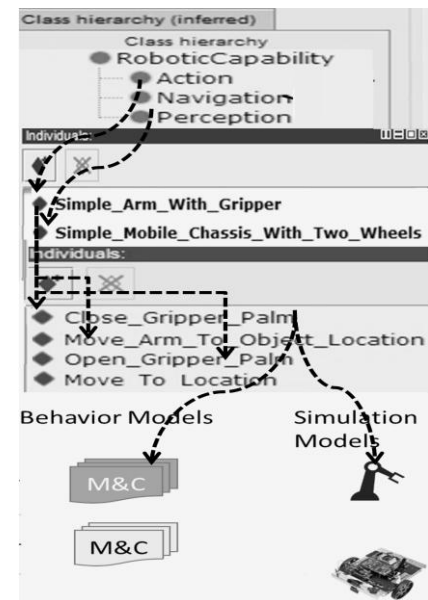 Class hierarchy (inferred)
Class hierarchy
RoboticCapability
Action
Navigation
Perception
Individuals:
Simple_Arm_With_Gripper
Simple_Mobile_Chassis_With_Two_Wheels
Individuals:
Close_Gripper_Palm
Move_Arm_To_Object_Location
Open_Gripper_Palm
Move To Location
Behavior Models
Simulation
Models
M&C
M&C